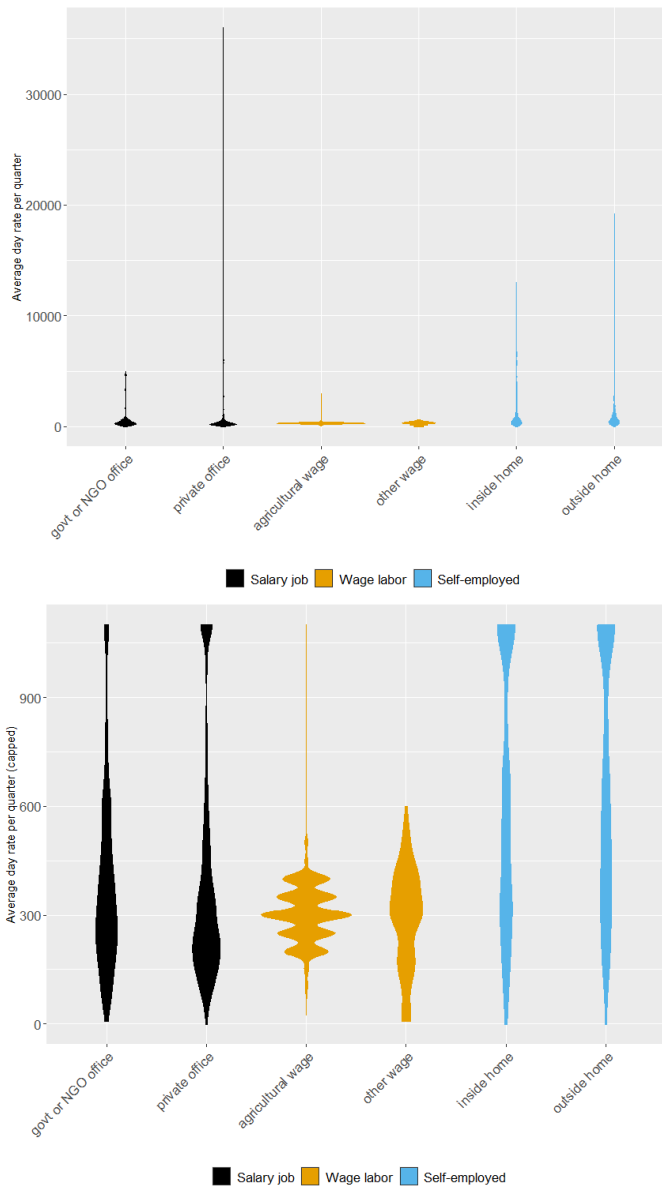 Average day rate per quarter
30000
20000
10000
0
govt or NGO office
private office
agricultural wage
other wage
inside home
outside home
Salary job Wage labor Self-employed
Average day rate per quarter (capped)
900
600
300
0
govt or NGO office
private office
agricultural wage
other wage
inside home
outside home
Salary job Wage labor Self-employed